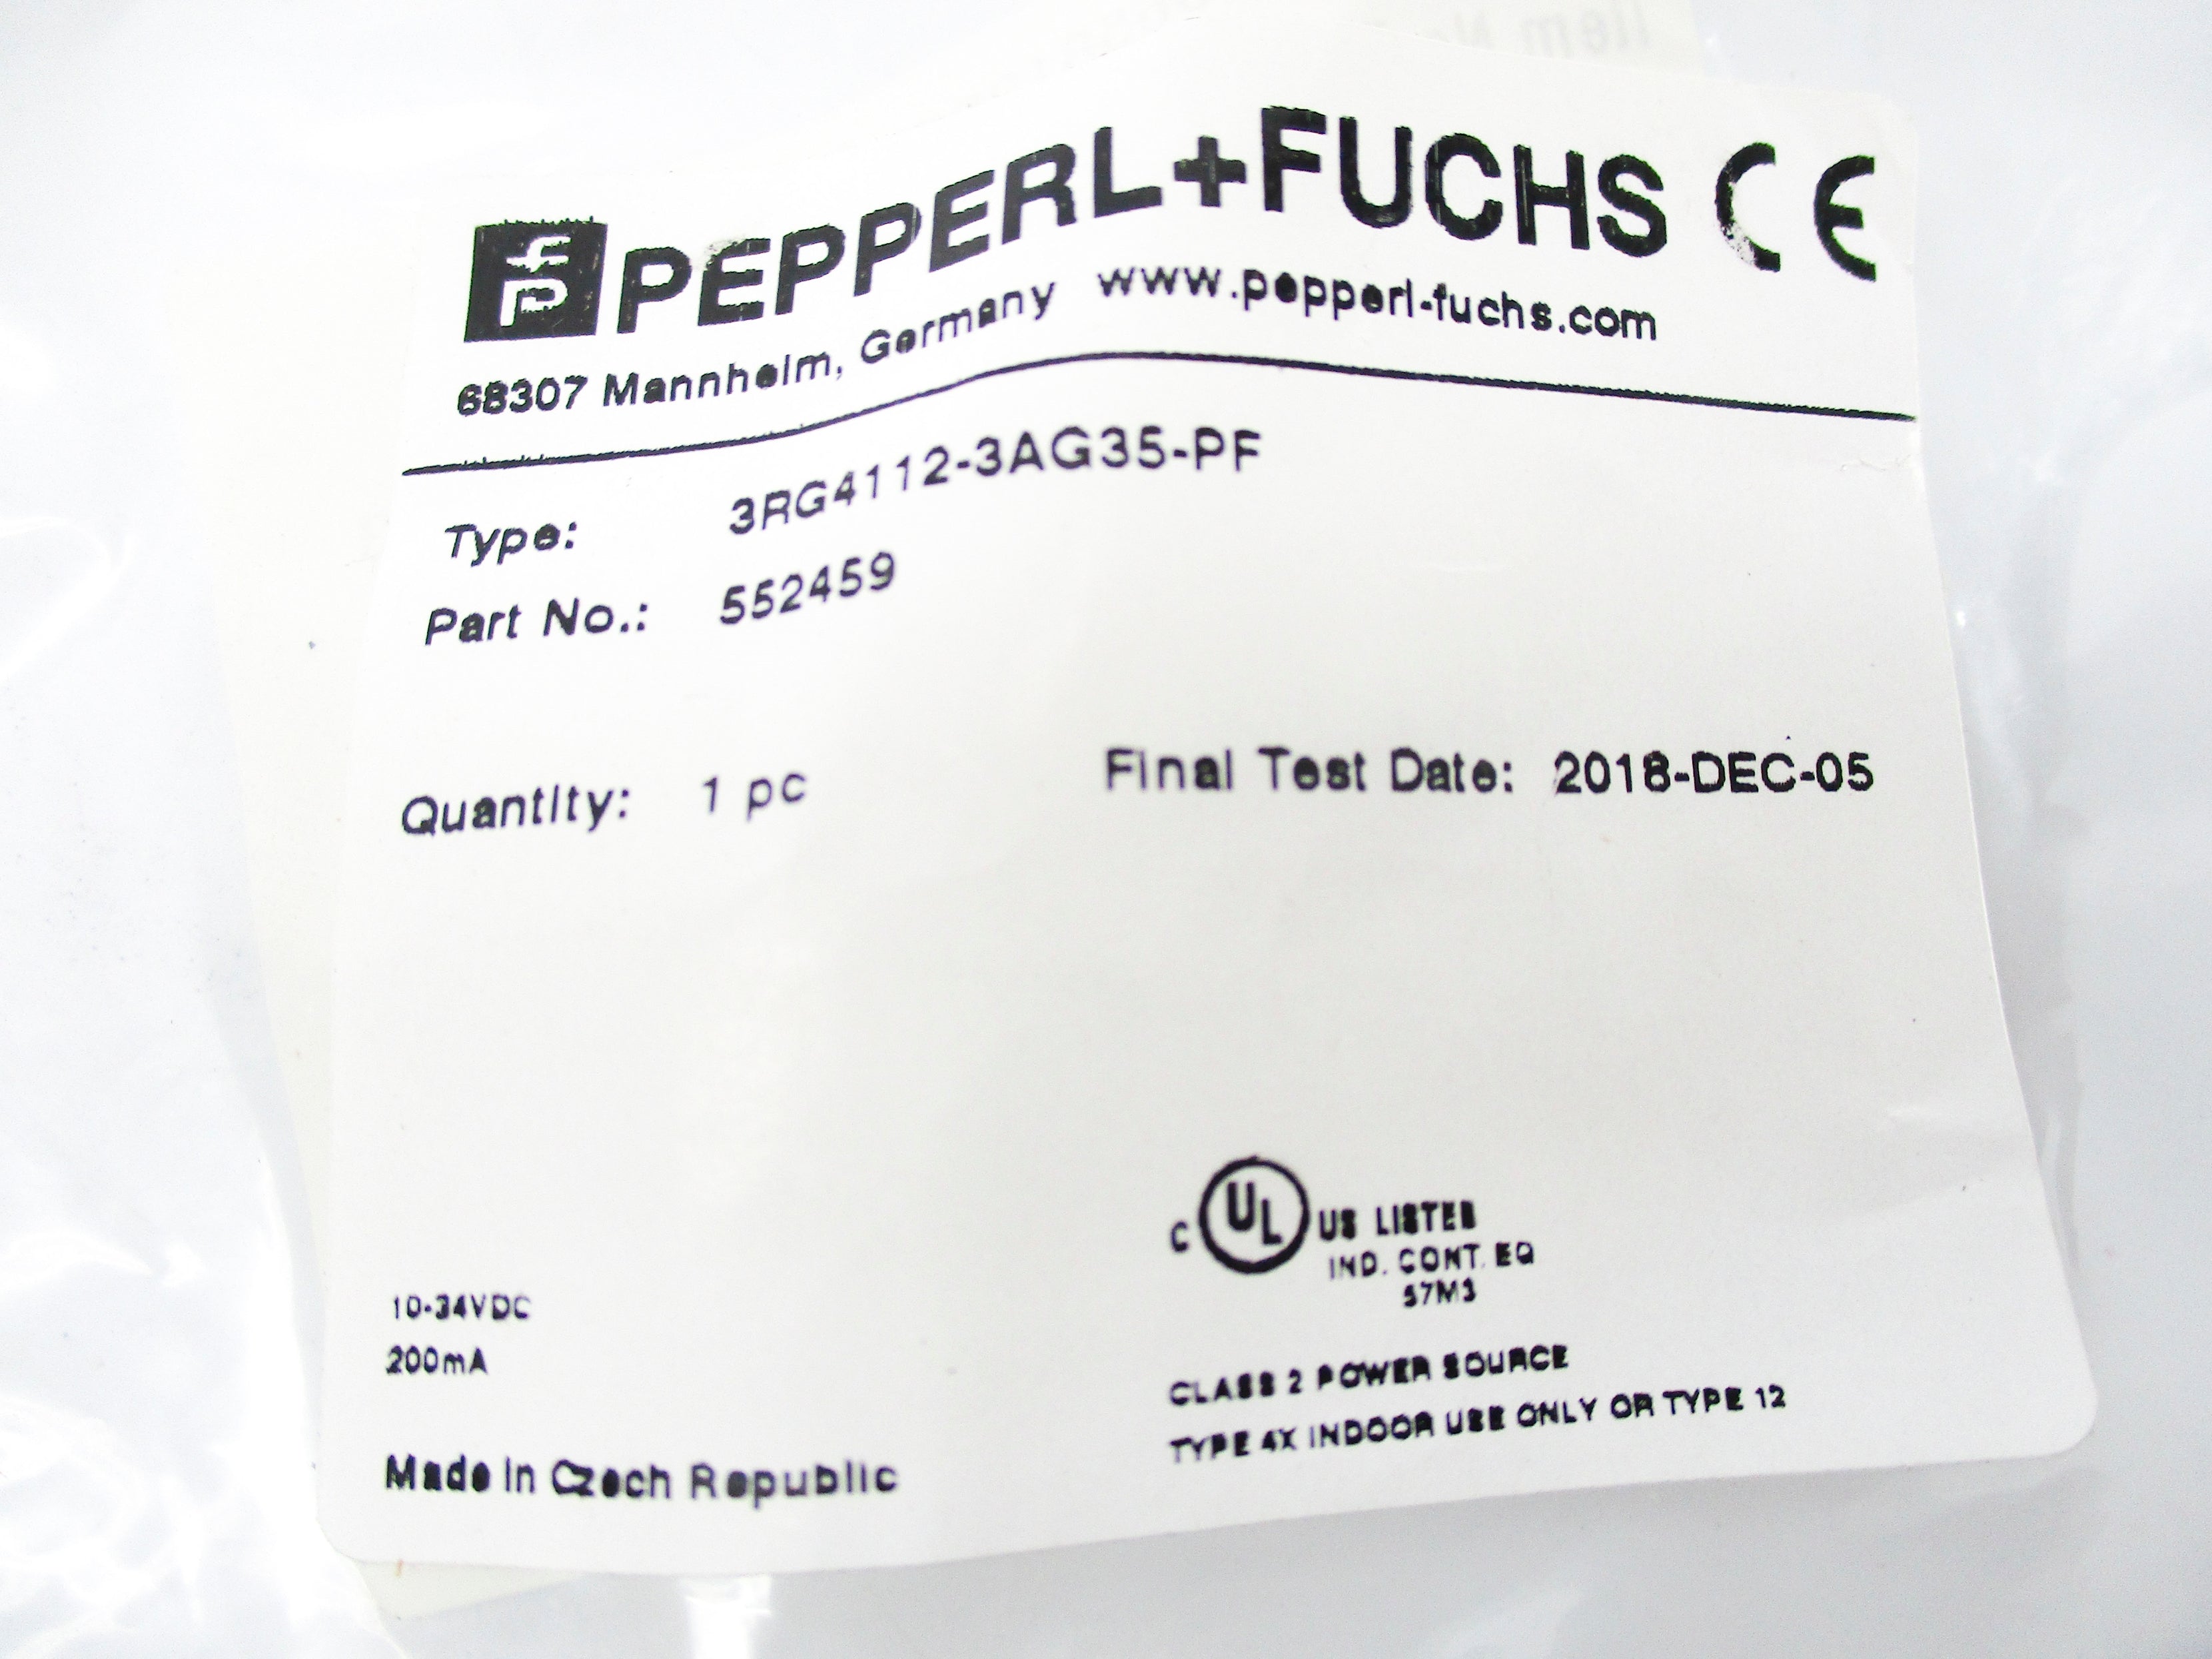 PEPPERL+FUCHS CE
68307 Mannheim, Germany www.pepperl-fuchs.com
Type: 3RG4112-3AG35-PF
Part No.: 552459
Quantity: 1 pc Final Test Date: 2018-DEC-05
C UL US LISTED
IND. CONT. EQ
57M3
10-34VDC
200mA
CLASS 2 POWER SOURCE
TYPE 4X INDOOR USE ONLY OR TYPE 12
Made in Czech Republic